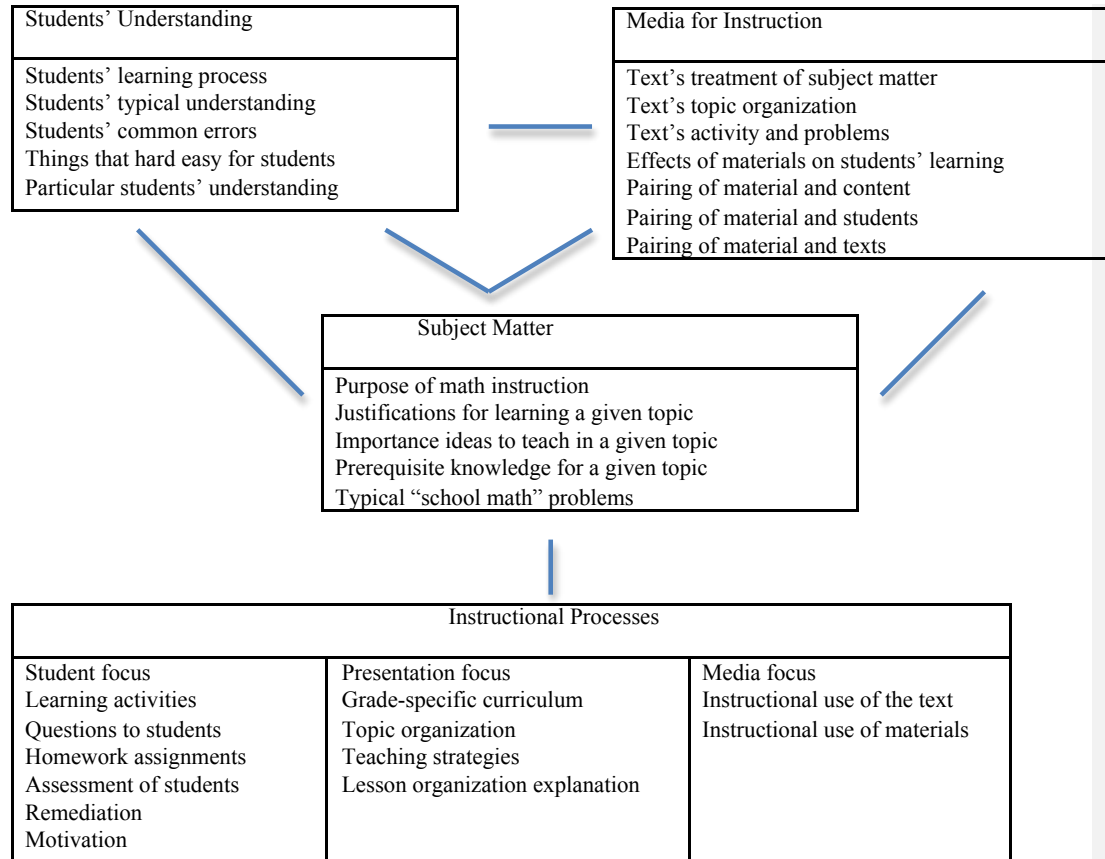 Students’ Understanding
Students’ learning process
Students’ typical understanding
Students’ common errors
Things that hard easy for students
Particular students’ understanding
Media for Instruction
Text’s treatment of subject matter
Text’s topic organization
Text’s activity and problems
Effects of materials on students’ learning
Pairing of material and content
Pairing of material and students
Pairing of material and texts
Subject Matter
Purpose of math instruction
Justifications for learning a given topic
Importance ideas to teach in a given topic
Prerequisite knowledge for a given topic
Typical “school math” problems
Instructional Processes
Student focus
Learning activities
Questions to students
Homework assignments
Assessment of students
Remediation
Motivation
Presentation focus
Grade-specific curriculum
Topic organization
Teaching strategies
Lesson organization explanation
Media focus
Instructional use of the text
Instructional use of materials